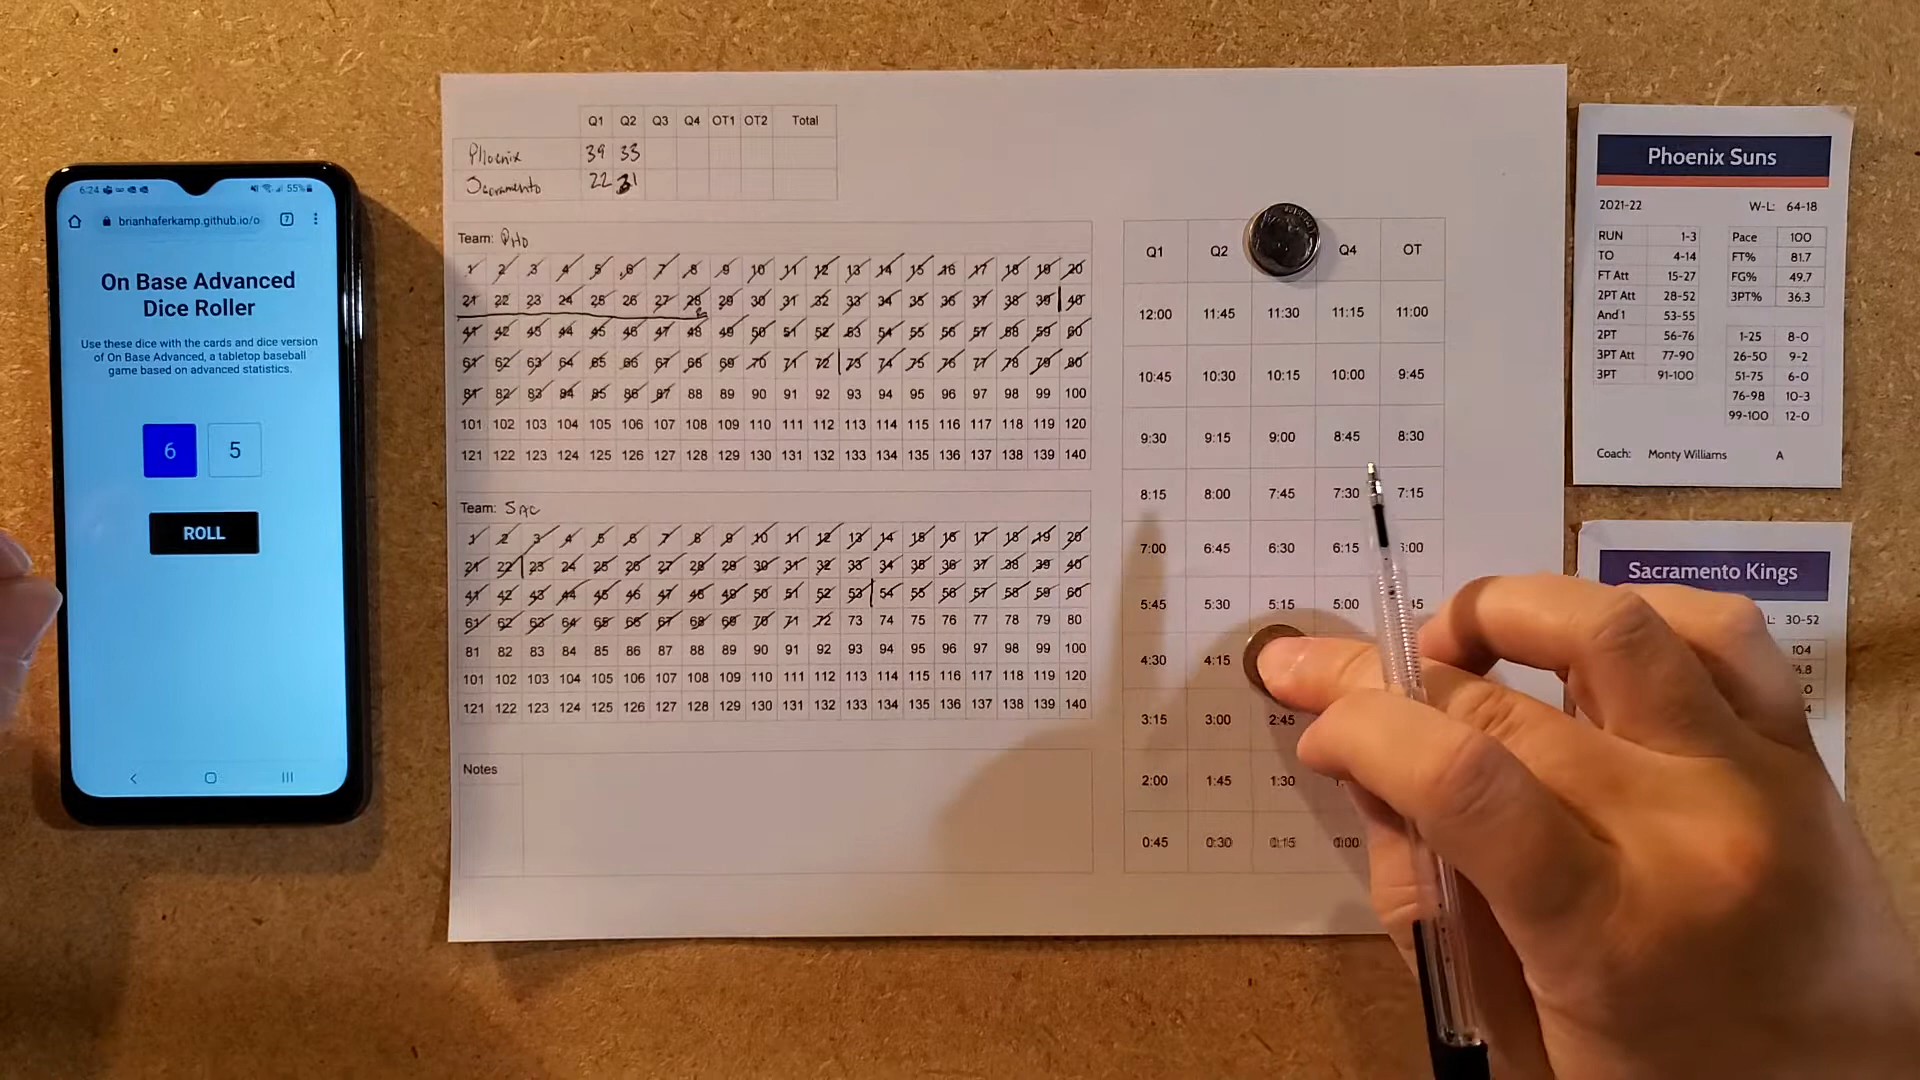 6:24 55%
brianhaferkamp.github.io/o 7
On Base Advanced
Dice Roller
Use these dice with the cards and dice version
of On Base Advanced, a tabletop baseball
game based on advanced statistics.
6 5
ROLL
Q1 Q2 Q3 Q4 OT1 OT2 Total
Phoenix 39 33
Sacramento 22 31
Team: PHO
1 2 3 4 5 6 7 8 9 10 11 12 13 14 15 16 17 18 19 20
21 22 23 24 25 26 27 28 29 30 31 32 33 34 35 36 37 38 39 40
41 42 43 44 45 46 47 48 49 50 51 52 53 54 55 56 57 58 59 60
61 62 63 64 65 66 67 68 69 70 71 72 73 74 75 76 77 78 79 80
81 82 83 84 85 86 87 88 89 90 91 92 93 94 95 96 97 98 99 100
101 102 103 104 105 106 107 108 109 110 111 112 113 114 115 116 117 118 119 120
121 122 123 124 125 126 127 128 129 130 131 132 133 134 135 136 137 138 139 140
Team: SAC
1 2 3 4 5 6 7 8 9 10 11 12 13 14 15 16 17 18 19 20
21 22 23 24 25 26 27 28 29 30 31 32 33 34 35 36 37 38 39 40
41 42 43 44 45 46 47 48 49 50 51 52 53 54 55 56 57 58 59 60
61 62 63 64 65 66 67 68 69 70 71 72 73 74 75 76 77 78 79 80
81 82 83 84 85 86 87 88 89 90 91 92 93 94 95 96 97 98 99 100
101 102 103 104 105 106 107 108 109 110 111 112 113 114 115 116 117 118 119 120
121 122 123 124 125 126 127 128 129 130 131 132 133 134 135 136 137 138 139 140
Notes
Q1 Q2 Q4 OT
12:00 11:45 11:30 11:15 11:00
10:45 10:30 10:15 10:00 9:45
9:30 9:15 9:00 8:45 8:30
8:15 8:00 7:45 7:30 7:15
7:00 6:45 6:30 6:15 :00
5:45 5:30 5:15 5:00 45
4:30 4:15
3:15 3:00 2:45
2:00 1:45 1:30 1:
0:45 0:30 0:15 0:00
Phoenix Suns
2021-22 W-L: 64-18
RUN 1-3
TO 4-14
FT Att 15-27
2PT Att 28-52
And 1 53-55
2PT 56-76
3PT Att 77-90
3PT 91-100
Pace 100
FT% 81.7
FG% 49.7
3PT% 36.3
1-25 8-0
26-50 9-2
51-75 6-0
76-98 10-3
99-100 12-0
Coach: Monty Williams A
Sacramento Kings
L: 30-52
104
.8
.0
4